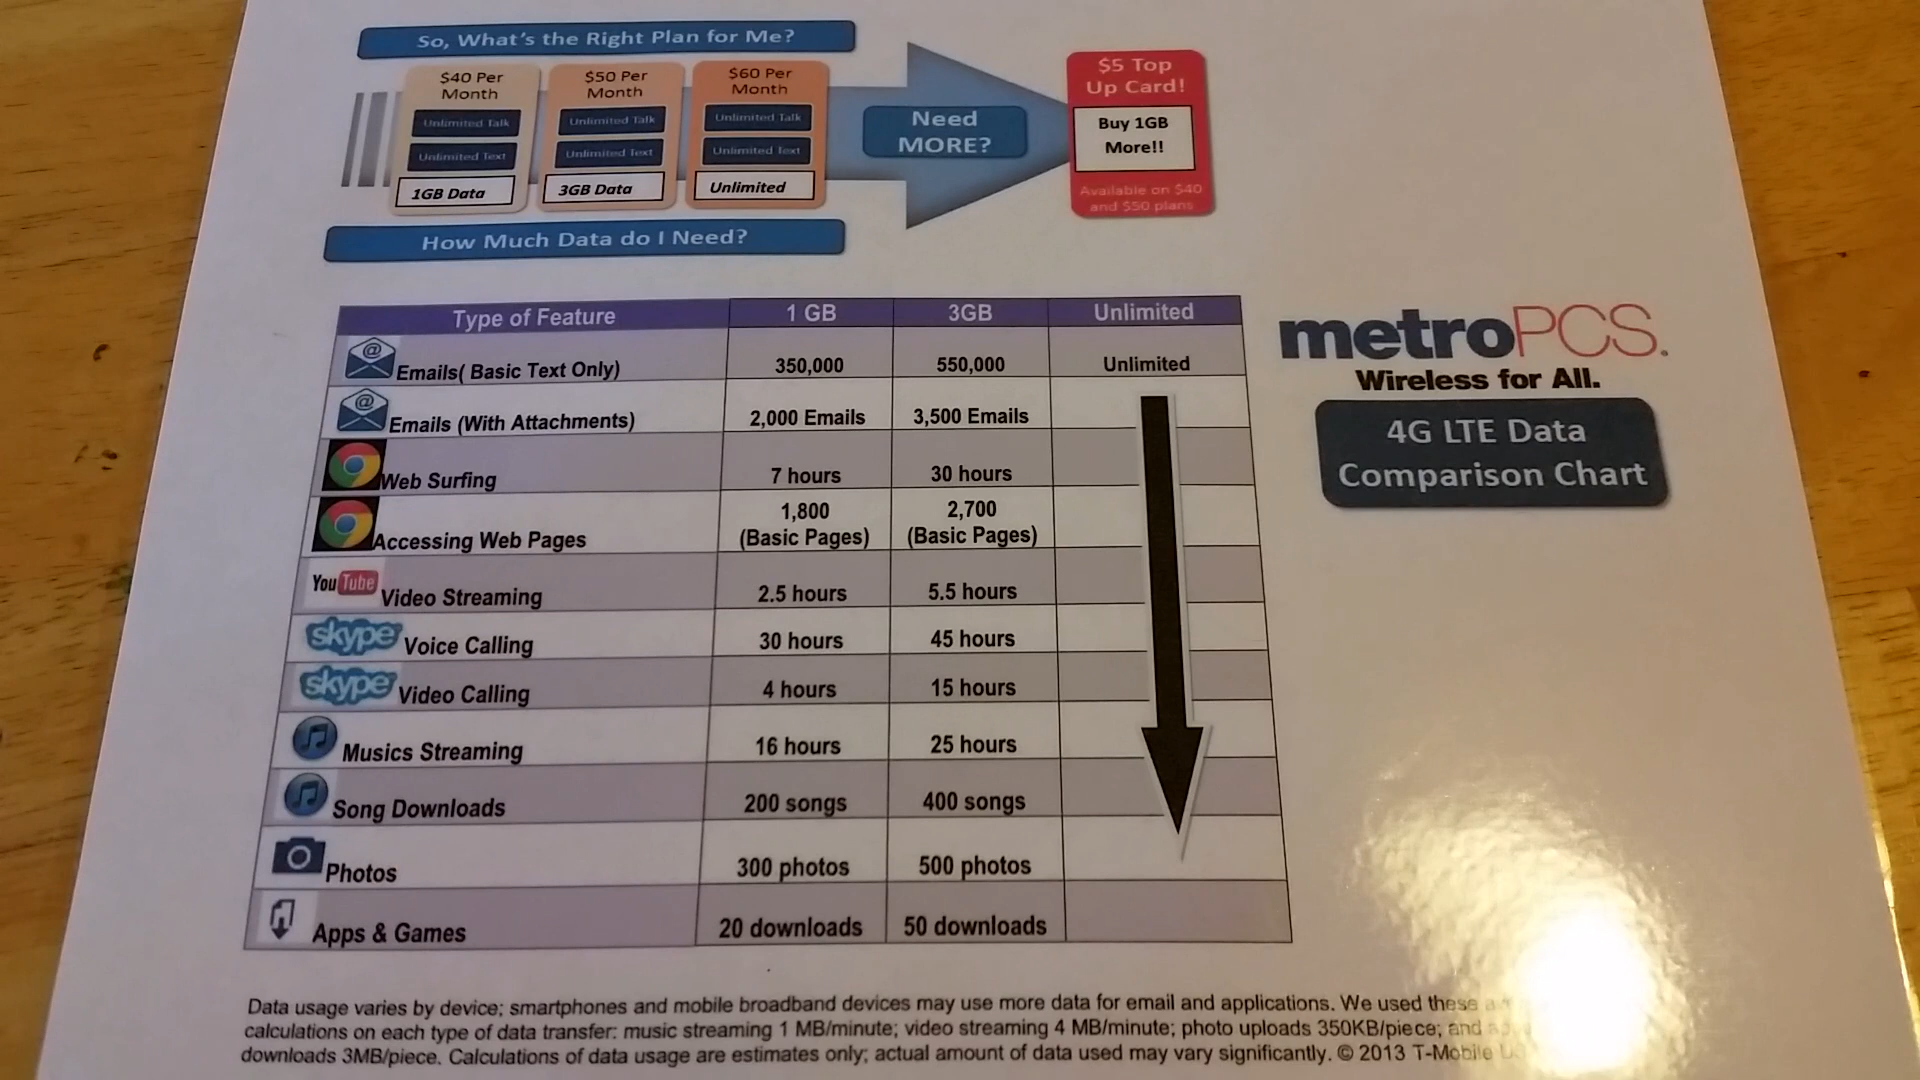 So, What's the Right Plan for Me?
$40 Per Month
Unlimited Talk
Unlimited Text
1GB Data
$50 Per Month
Unlimited Talk
Unlimited Text
3GB Data
$60 Per Month
Unlimited Talk
Unlimited Text
Unlimited
Need
MORE?
$5 Top
Up Card!
Buy 1GB
More!!
Available on $40
and $50 plans
How Much Data do I Need?
Type of Feature 1 GB 3GB Unlimited
@ Emails( Basic Text Only) 350,000 550,000 Unlimited
@ Emails (With Attachments) 2,000 Emails 3,500 Emails
Web Surfing 7 hours 30 hours
Accessing Web Pages 1,800 (Basic Pages) 2,700 (Basic Pages)
YouTube Video Streaming 2.5 hours 5.5 hours
skype Voice Calling 30 hours 45 hours
skype Video Calling 4 hours 15 hours
Musics Streaming 16 hours 25 hours
Song Downloads 200 songs 400 songs
Photos 300 photos 500 photos
Apps & Games 20 downloads 50 downloads
metroPCS.
Wireless for All.
4G LTE Data
Comparison Chart
Data usage varies by device; smartphones and mobile broadband devices may use more data for email and applications. We used these
calculations on each type of data transfer: music streaming 1 MB/minute; video streaming 4 MB/minute; photo uploads 350KB/piece; and
downloads 3MB/piece. Calculations of data usage are estimates only; actual amount of data used may vary significantly. © 2013 T-Mobile